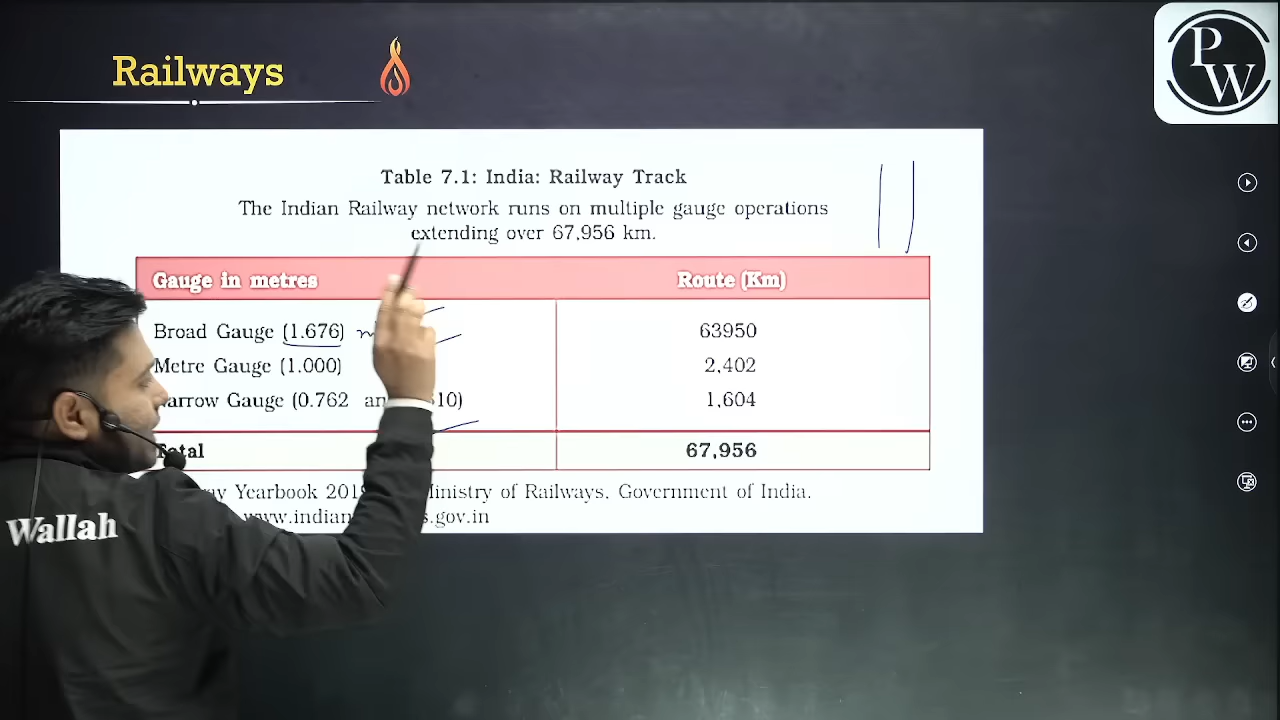 Railways
PW
Table 7.1: India: Railway Track
The Indian Railway network runs on multiple gauge operations
extending over 67,956 km.
Gauge in metres Route (Km)
Broad Gauge (1.676) m 63950
Metre Gauge (1.000) 2,402
arrow Gauge (0.762 an 10) 1,604
Total 67,956
ay Yearbook 201 inistry of Railways, Government of India.
www.indian s.gov.in
Wallah